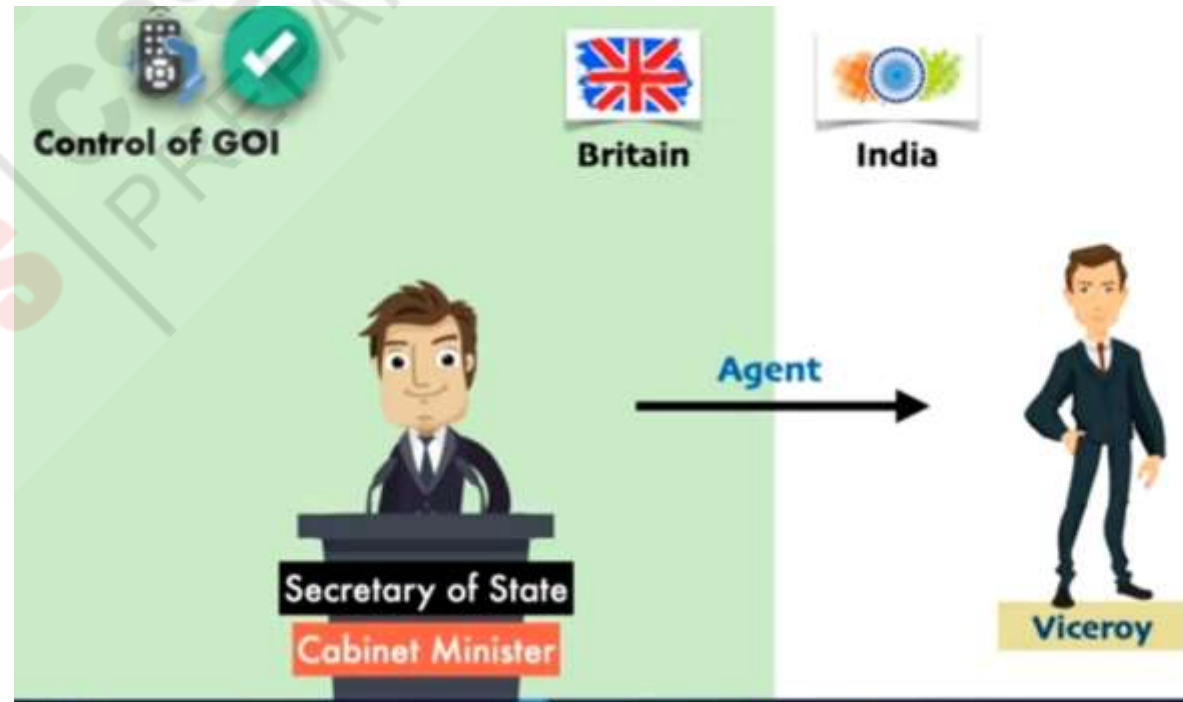 Control of GOI
Britain
India
Agent
Secretary of State
Cabinet Minister
Viceroy